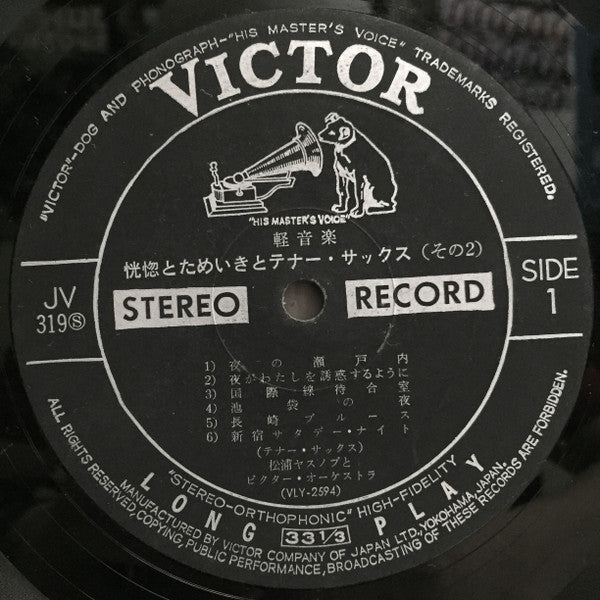 "VICTOR"-DOG AND PHONOGRAPH-"HIS MASTER'S VOICE" TRADEMARKS REGISTERED.
VICTOR
"HIS MASTER'S VOICE"
軽音楽
恍惚とためいきとテナー・サックス（その2）
JV
319Ⓢ
STEREO
RECORD
SIDE
1
1) 夜の瀬戸内
2) 夜がわたしを誘惑するように
3) 国際線待合室
4) 池袋の夜
5) 長崎ブルース
6) 新宿サタデー・ナイト
(テナー・サックス)
松浦ヤスノブと
ビクター・オーケストラ
(VLY-2594)
"STEREO-ORTHOPHONIC" HIGH-FIDELITY
LONG 33 1/3 PLAY
MANUFACTURED BY VICTOR COMPANY OF JAPAN LTD. YOKOHAMA, JAPAN.
ALL RIGHTS RESERVED, COPYING, PUBLIC PERFORMANCE, BROADCASTING OF THESE RECORDS ARE FORBIDDEN.